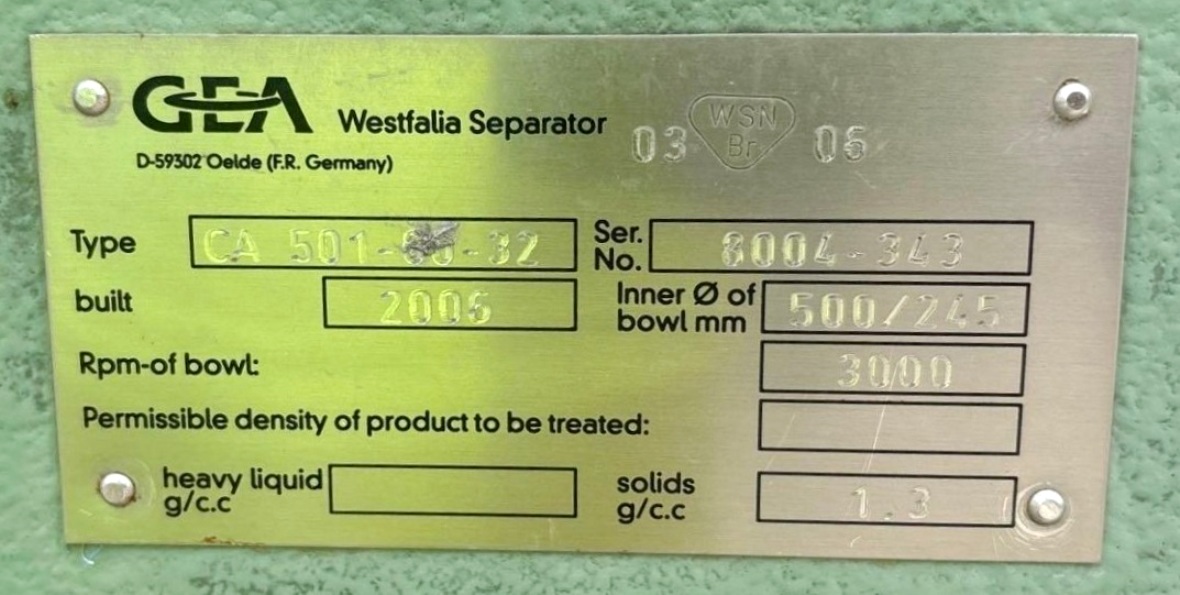 GEA Westfalia Separator
D-59302 Oelde (F.R. Germany)
03 WSN Br 06
Type CA 501- -32
Ser. No. 8004-343
built 2006
Inner Ø of bowl mm 500/245
Rpm-of bowl: 3000
Permissible density of product to be treated:
heavy liquid g/c.c
solids g/c.c 1.3